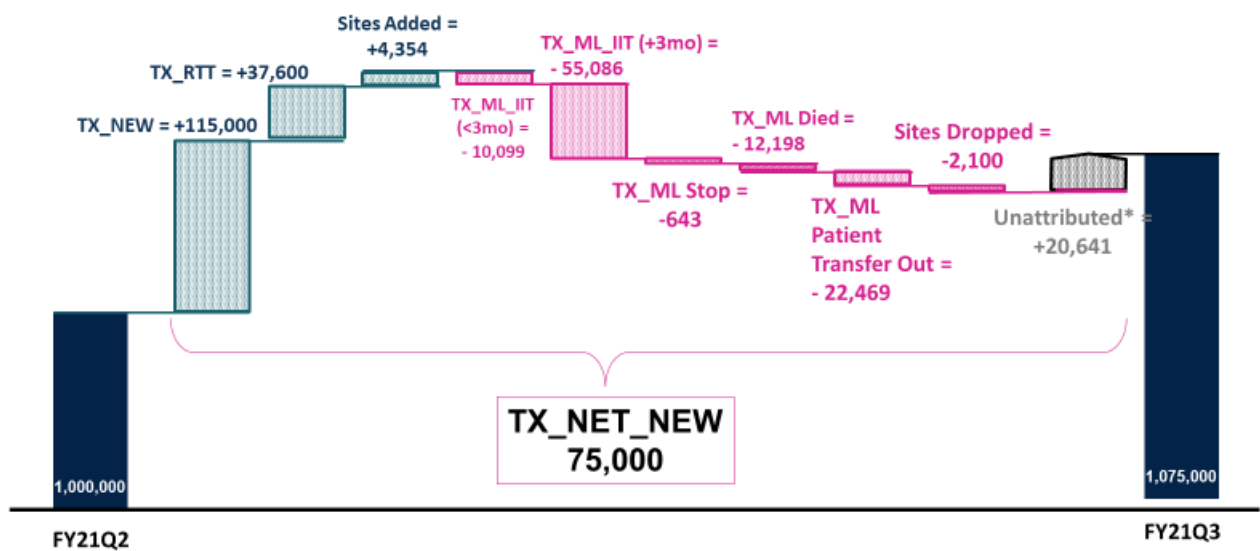 Sites Added =
+4,354
TX_RTT = +37,600
TX_NEW = +115,000
TX_ML_IIT
(<3mo) =
- 10,099
TX_ML_IIT (+3mo) =
- 55,086
TX_ML Stop =
-643
TX_ML Died =
- 12,198
TX_ML
Patient
Transfer Out =
- 22,469
Sites Dropped =
-2,100
Unattributed* =
+20,641
TX_NET_NEW
75,000
1,000,000
1,075,000
FY21Q2
FY21Q3